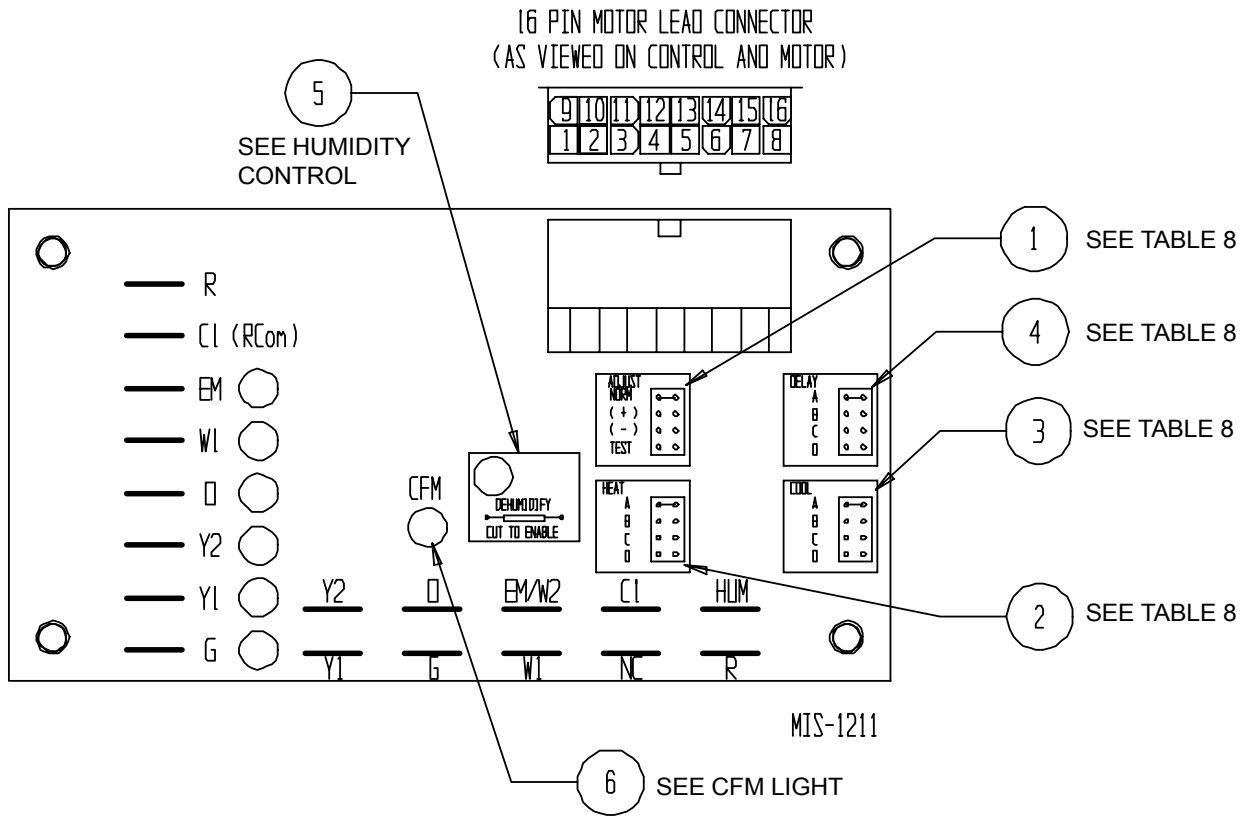 16 PIN MOTOR LEAD CONNECTOR
(AS VIEWED ON CONTROL AND MOTOR)
9 10 11 12 13 14 15 16
1 2 3 4 5 6 7 8
5
SEE HUMIDITY
CONTROL
1
SEE TABLE 8
4
SEE TABLE 8
3
SEE TABLE 8
2
SEE TABLE 8
R
C1 (RCom)
EM
W1
O
Y2
Y1
G
CFM
DEHUMIDIFY
CUT TO ENABLE
ADJUST
NORM
(+)
(-)
TEST
DELAY
A
B
C
D
HEAT
A
B
C
D
COOL
A
B
C
D
Y2 O EM/W2 C1 HUM
Y1 G W1 NC R
MIS-1211
6
SEE CFM LIGHT